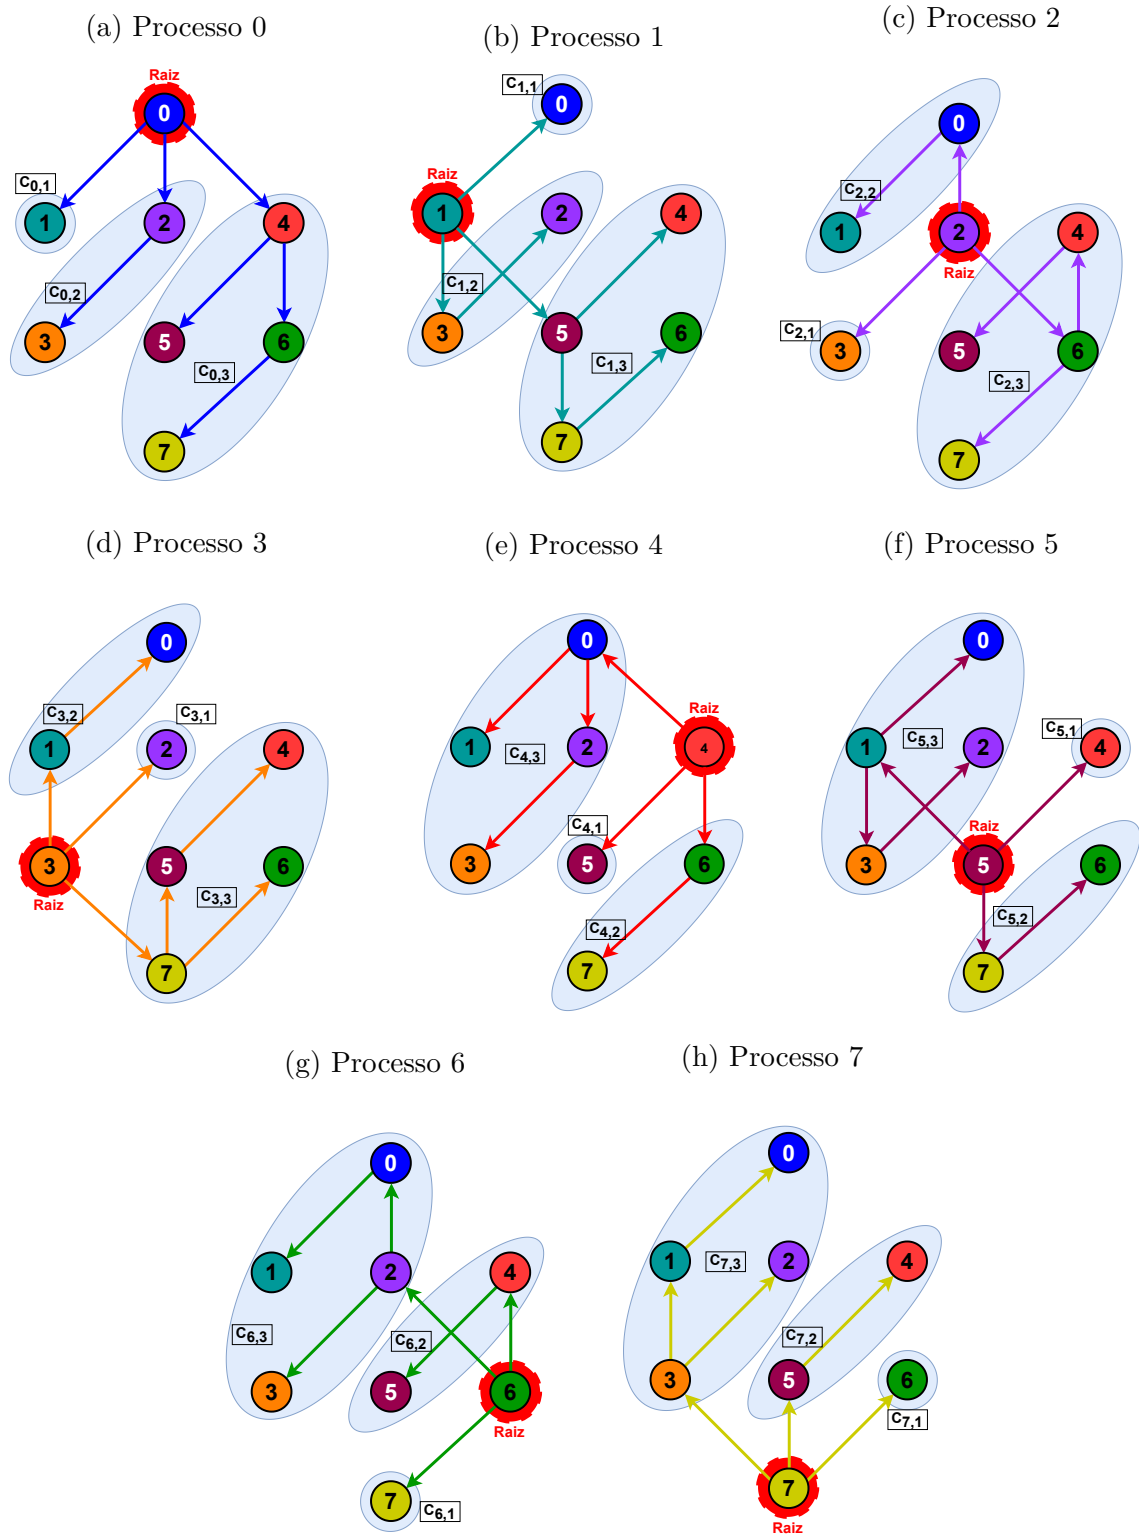 (a) Processo 0
Raiz
0
C0,1
1
2
4
C0,2
3
5
6
C0,3
7
(b) Processo 1
C1,1
0
Raiz
1
2
4
C1,2
3
5
6
C1,3
7
(c) Processo 2
0
C2,2
1
2
4
Raiz
C2,1
3
5
6
C2,3
7
(d) Processo 3
0
C3,2
C3,1
1
2
4
3
5
6
Raiz
C3,3
7
(e) Processo 4
0
Raiz
1
2
4
C4,3
C4,1
3
5
6
C4,2
7
(f) Processo 5
0
C5,1
C5,3
1
2
4
Raiz
3
5
6
C5,2
7
(g) Processo 6
0
1
2
4
C6,3
C6,2
3
5
6
Raiz
7
C6,1
(h) Processo 7
0
1
2
4
C7,3
C7,2
3
5
6
C7,1
7
Raiz